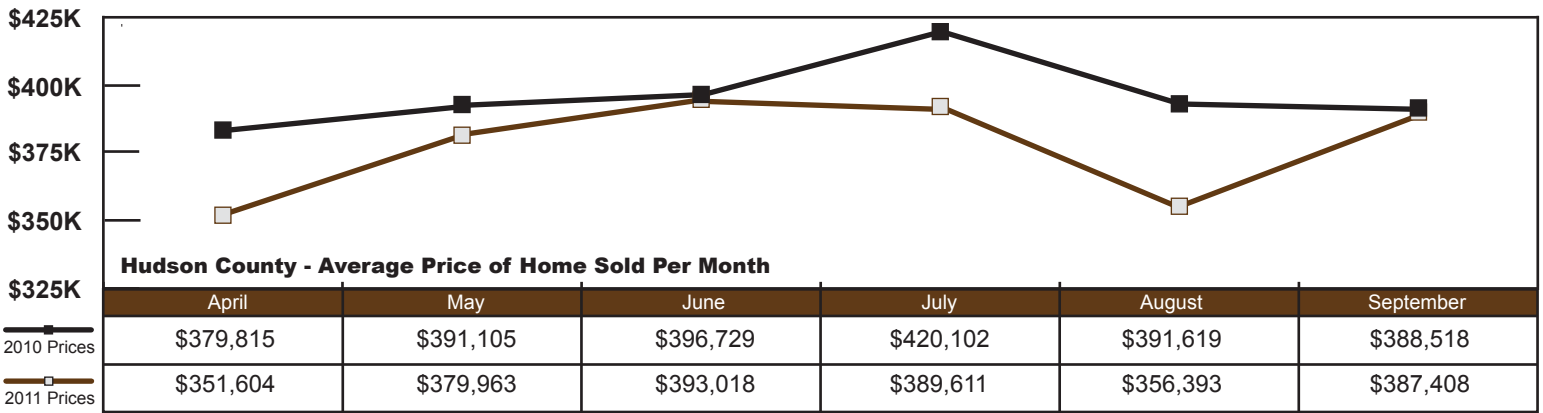 $425K
$400K
$375K
$350K
$325K
Hudson County - Average Price of Home Sold Per Month
April May June July August September
2010 Prices $379,815 $391,105 $396,729 $420,102 $391,619 $388,518
2011 Prices $351,604 $379,963 $393,018 $389,611 $356,393 $387,408